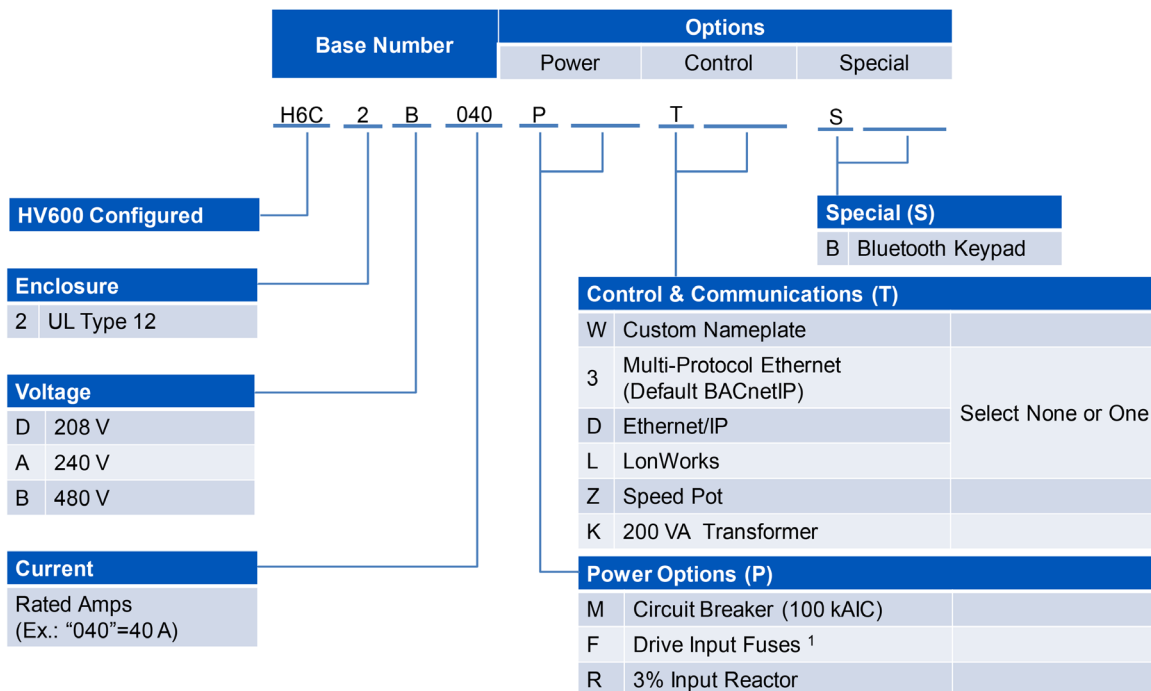 Base Number
Options
Power Control Special
H6C 2 B 040 P T S
HV600 Configured
Special (S)
B Bluetooth Keypad
Enclosure
2 UL Type 12
Control & Communications (T)
W Custom Nameplate
3 Multi-Protocol Ethernet
(Default BACnetIP)
Select None or One
D Ethernet/IP
L LonWorks
Z Speed Pot
K 200 VA Transformer
Voltage
D 208 V
A 240 V
B 480 V
Current
Rated Amps
(Ex.: “040”=40 A)
Power Options (P)
M Circuit Breaker (100 kAIC)
F Drive Input Fuses ¹
R 3% Input Reactor